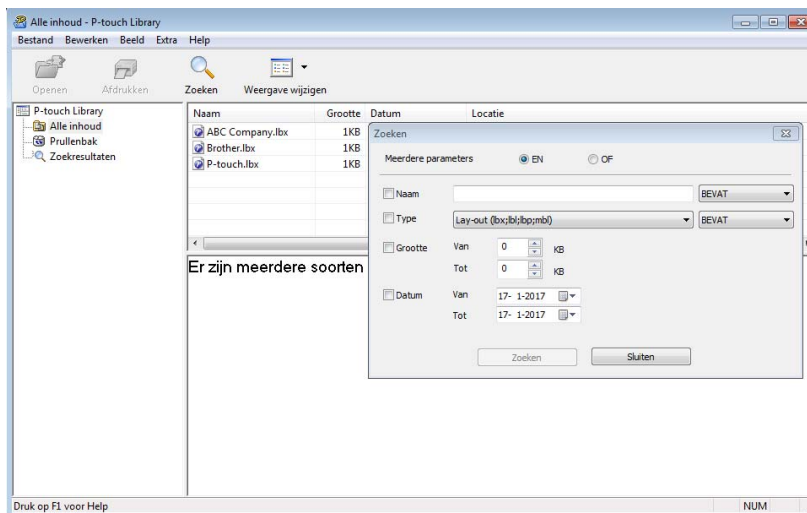 Alle inhoud - P-touch Library
Bestand Bewerken Beeld Extra Help
Openen Afdrukken Zoeken Weergave wijzigen
P-touch Library
Alle inhoud
Prullenbak
Zoekresultaten
Naam Grootte Datum Locatie
ABC Company.lbx 1KB
Brother.lbx 1KB
P-touch.lbx 1KB
Er zijn meerdere soorten
Zoeken
Meerdere parameters EN OF
Naam BEVAT
Type Lay-out (lbx;lbl;lbp;mbl) BEVAT
Grootte Van 0 KB
Tot 0 KB
Datum Van 17- 1-2017
Tot 17- 1-2017
Zoeken Sluiten
Druk op F1 voor Help NUM